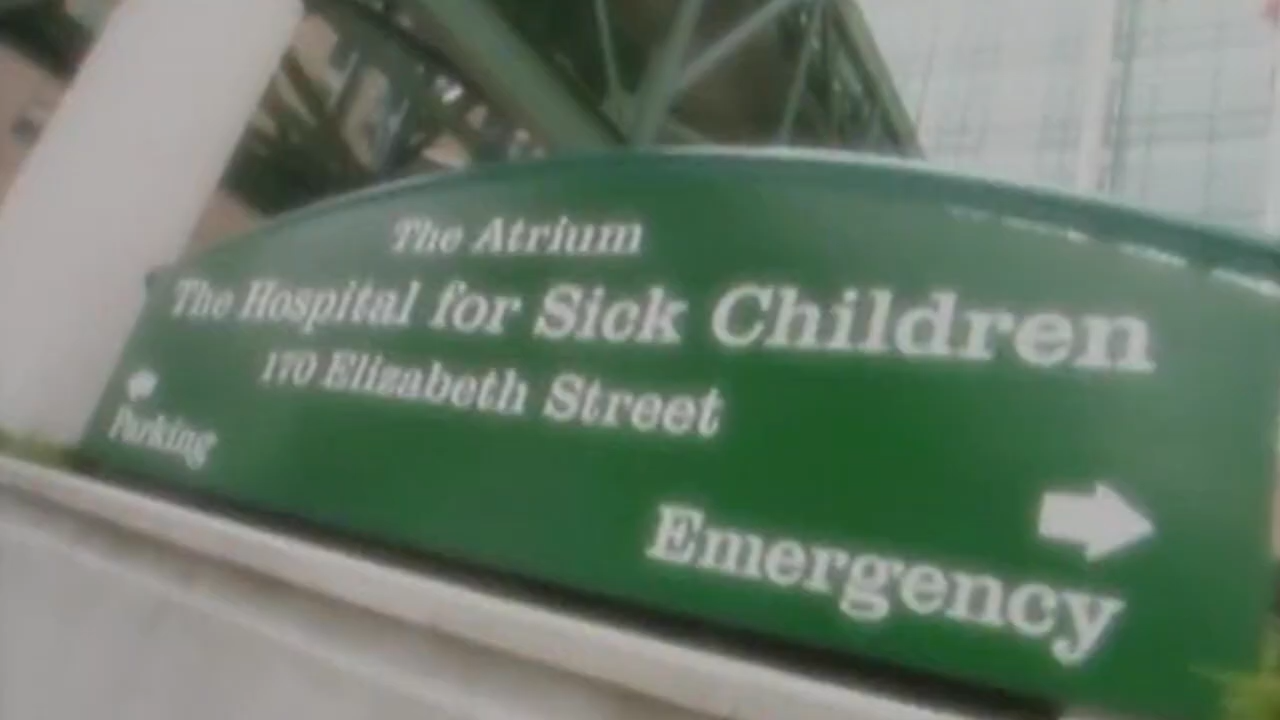 The Atrium
The Hospital for Sick Children
170 Elizabeth Street
Parking
Emergency